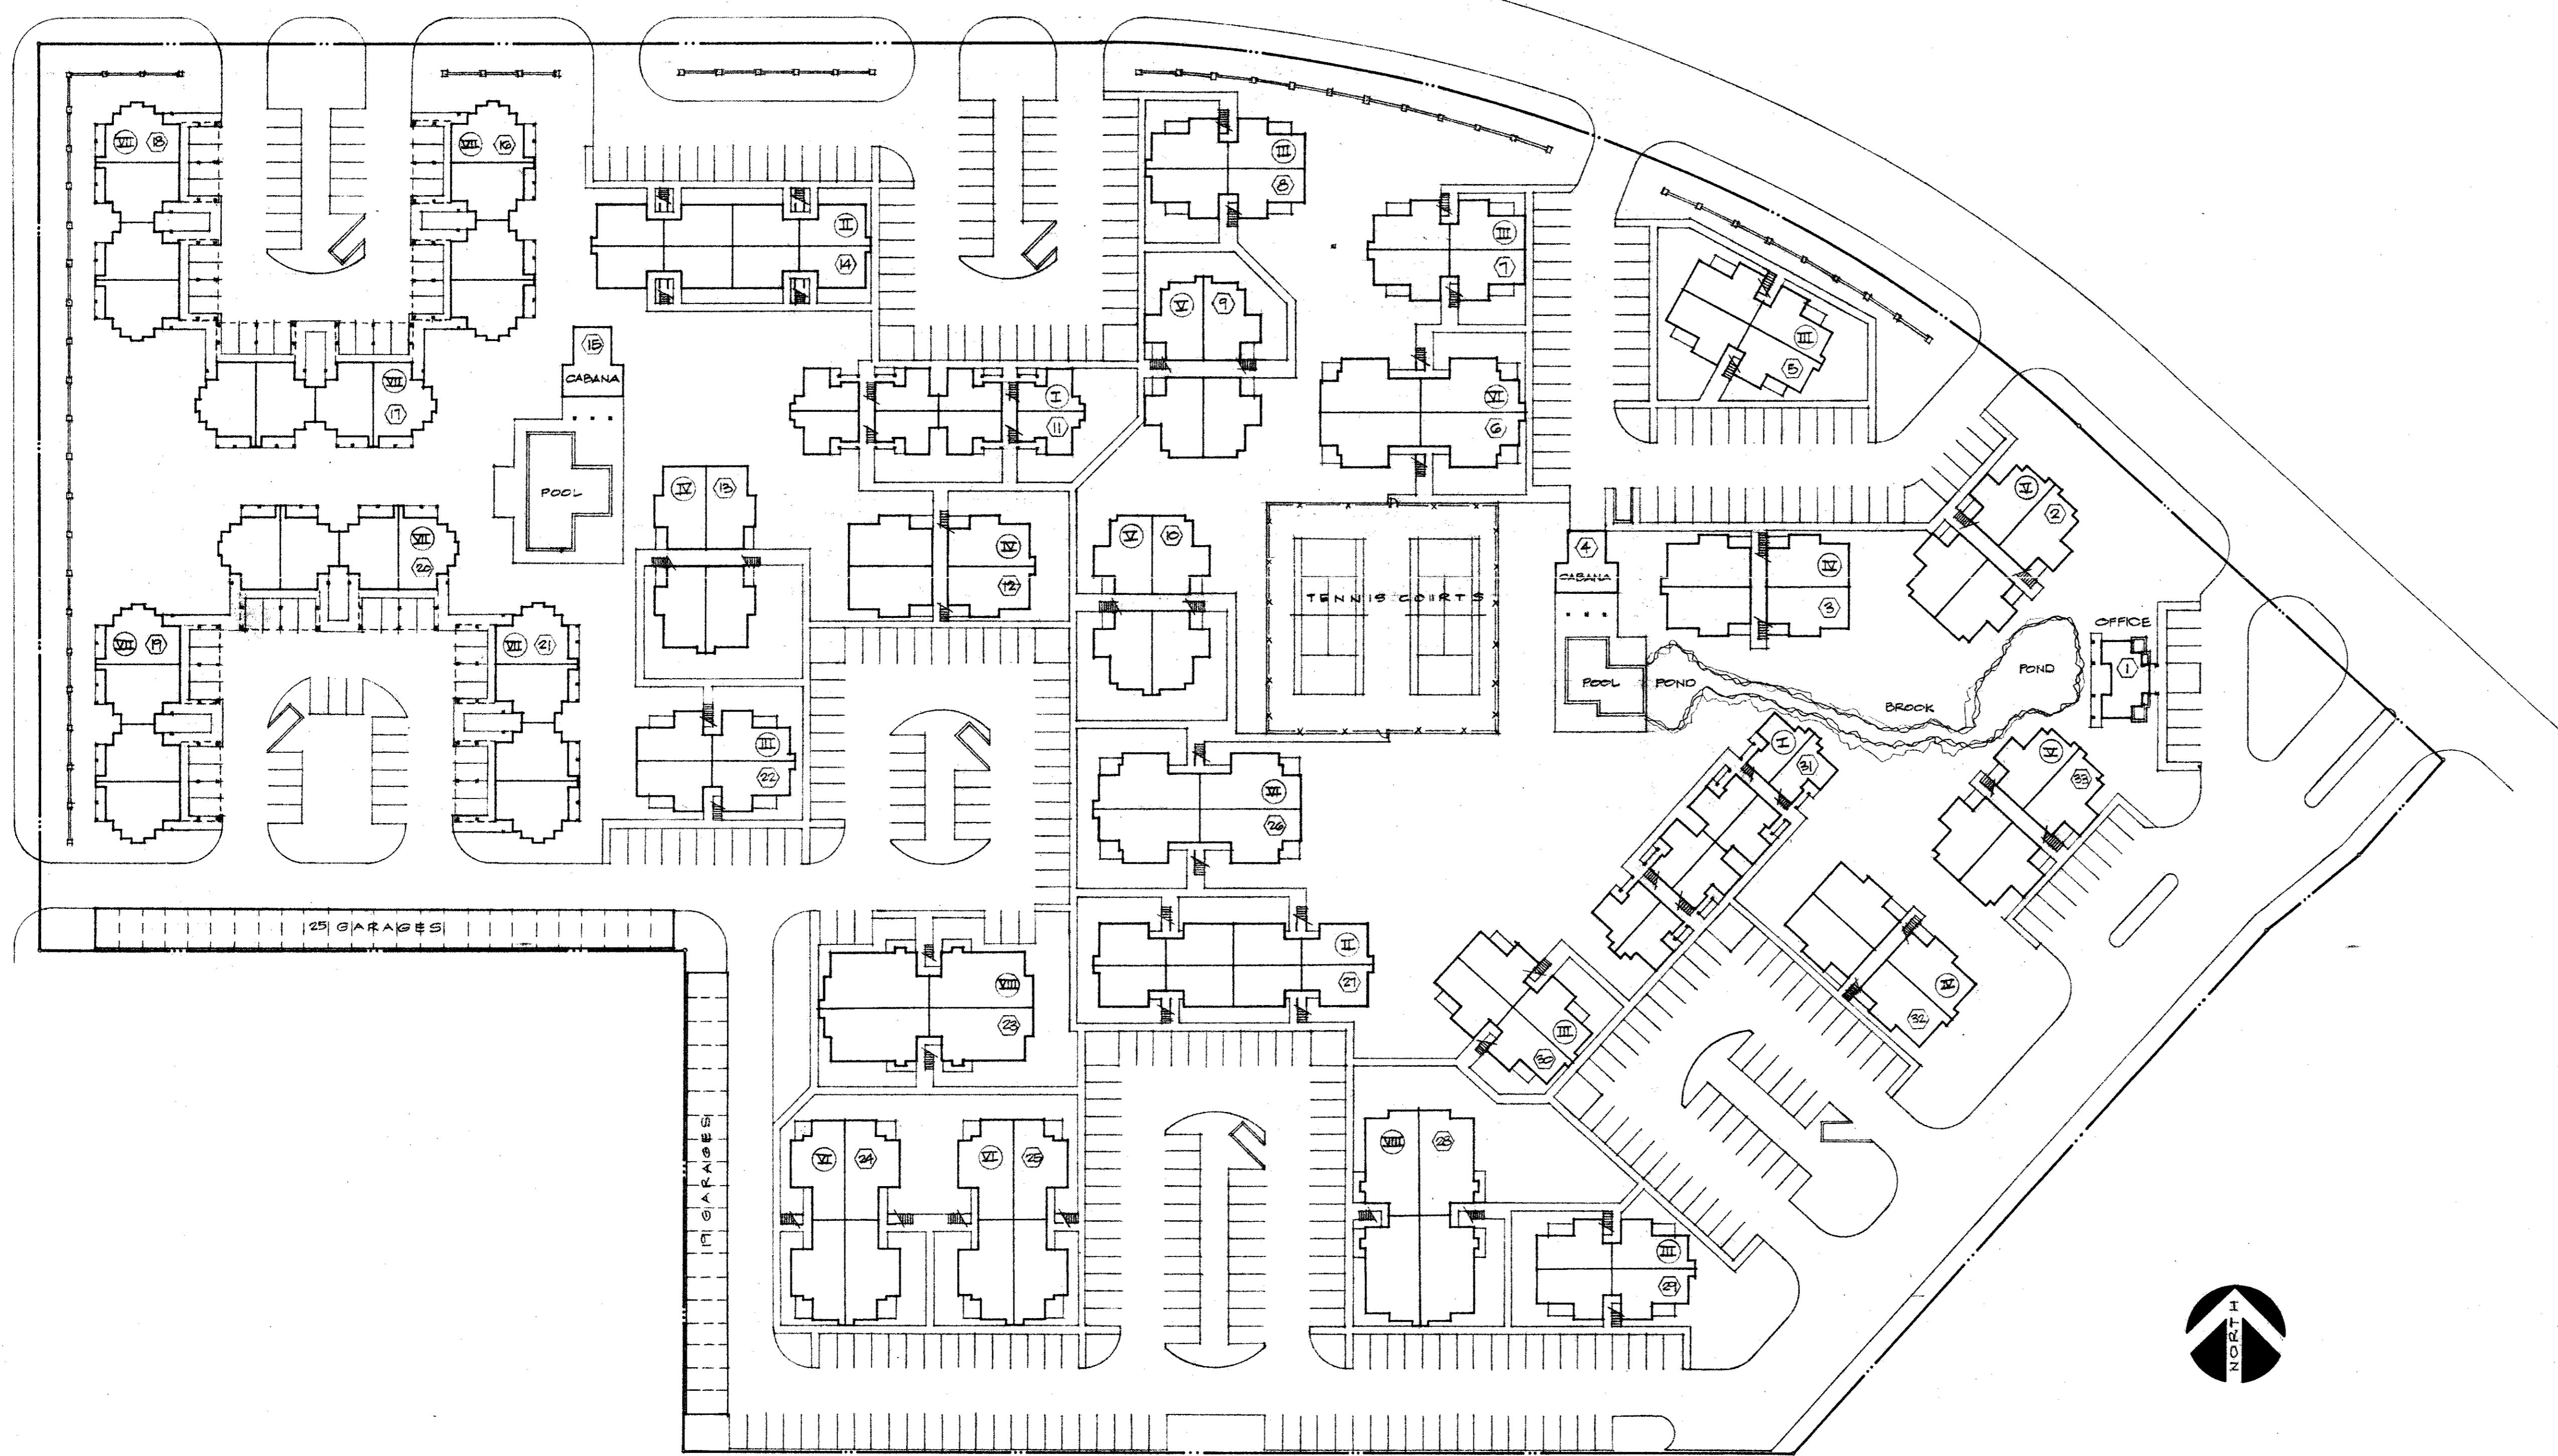 VII 18
VII 16
III
8
II
14
III
7
V 9
III
5
15
CABANA
VII
17
I
11
VI
6
POOL
IV 13
V
2
VII
20
IV
12
V 10
4
CABANA
IV
3
TENNIS COURTS
OFFICE
1
VII 19
VII 21
POOL
POND
BROOK
POND
III
22
I
31
V
33
VI
26
25 GARAGES
II
27
VIII
23
IV
32
III
30
19 GARAGES
VI 24
VI 25
VIII 28
III
29
NORTH